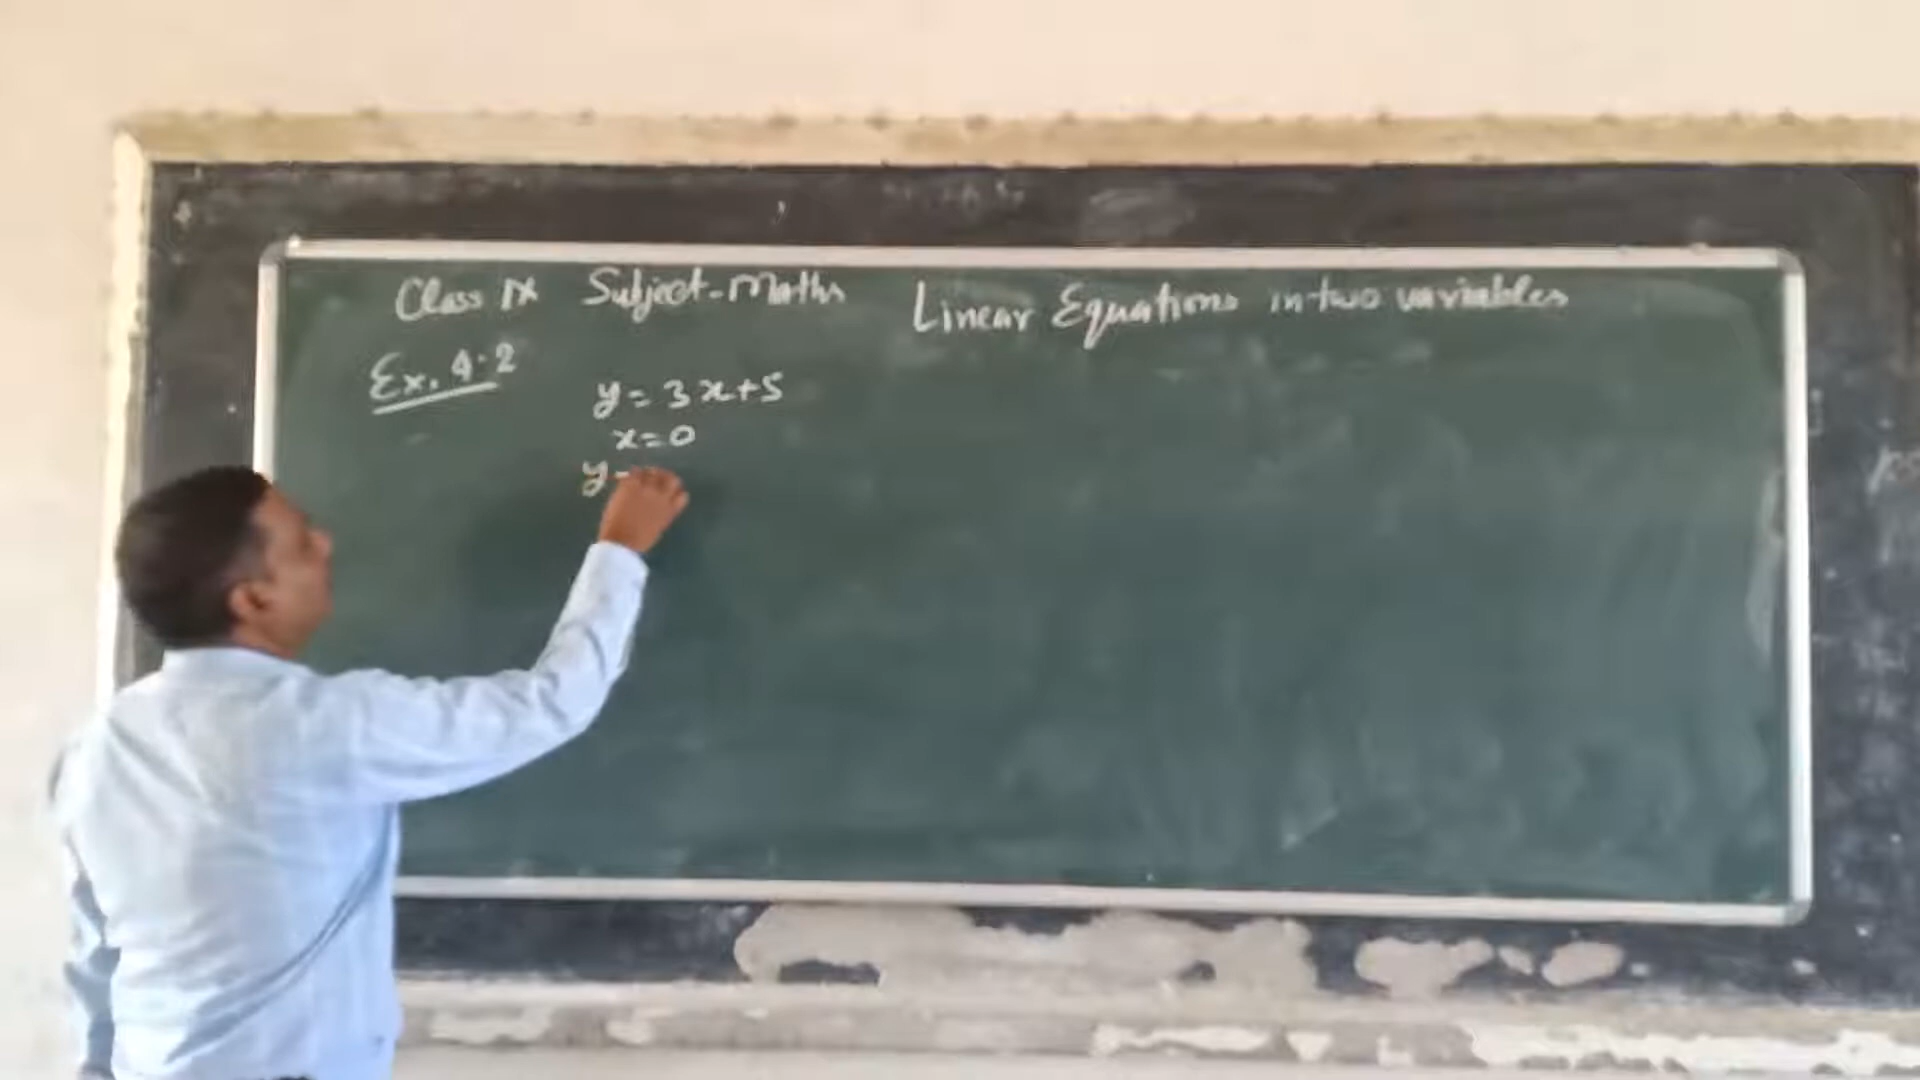 Class IX Subject-Maths Linear Equations in two variables
Ex. 4.2
y = 3x+5
x=0
y=